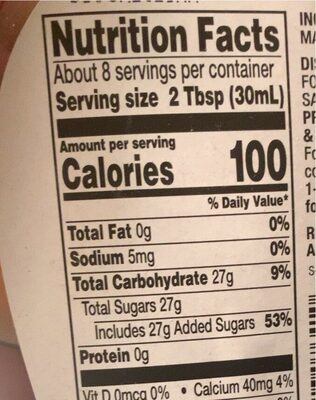 Nutrition Facts
About 8 servings per container
Serving size 2 Tbsp (30mL)
Amount per serving
Calories 100
% Daily Value*
Total Fat 0g 0%
Sodium 5mg 0%
Total Carbohydrate 27g 9%
Total Sugars 27g
Includes 27g Added Sugars 53%
Protein 0g
Vit D 0mcg 0% • Calcium 40mg 4%